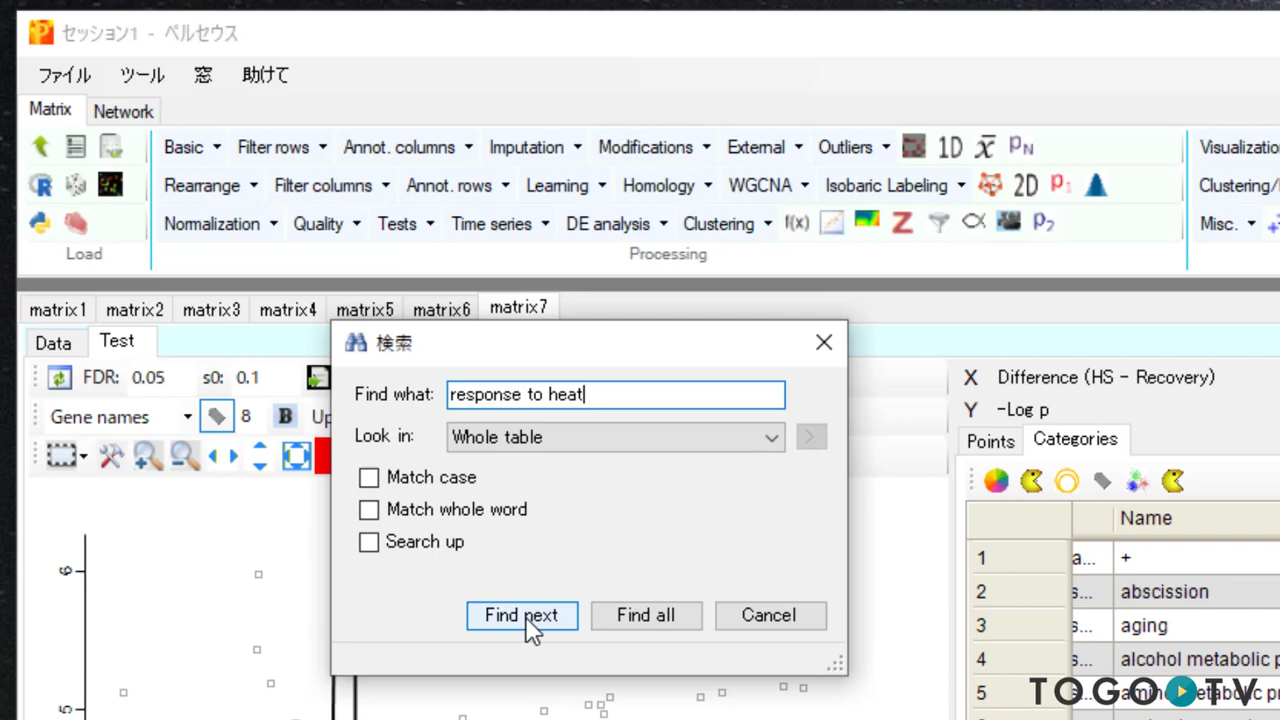 セッション1 - ペルセウス
ファイル ツール 窓 助けて
Matrix Network
Basic Filter rows Annot. columns Imputation Modifications External Outliers 1D x̅ pN Visualizatio
Rearrange Filter columns Annot. rows Learning Homology WGCNA Isobaric Labeling 2D p1 Clustering/
Normalization Quality Tests Time series DE analysis Clustering f(x) Z p2 Misc.
Load Processing
matrix1 matrix2 matrix3 matrix4 matrix5 matrix6 matrix7
Data Test
検索
FDR: 0.05 s0: 0.1
Gene names 8 B Up
Find what: response to heat
Look in: Whole table
Match case
Match whole word
Search up
Find next Find all Cancel
X Difference (HS - Recovery)
Y -Log p
Points Categories
Name
1 a... +
2 s... abscission
3 s... aging
4 s... alcohol metabolic p
5 s...
6
5
TOGO TV